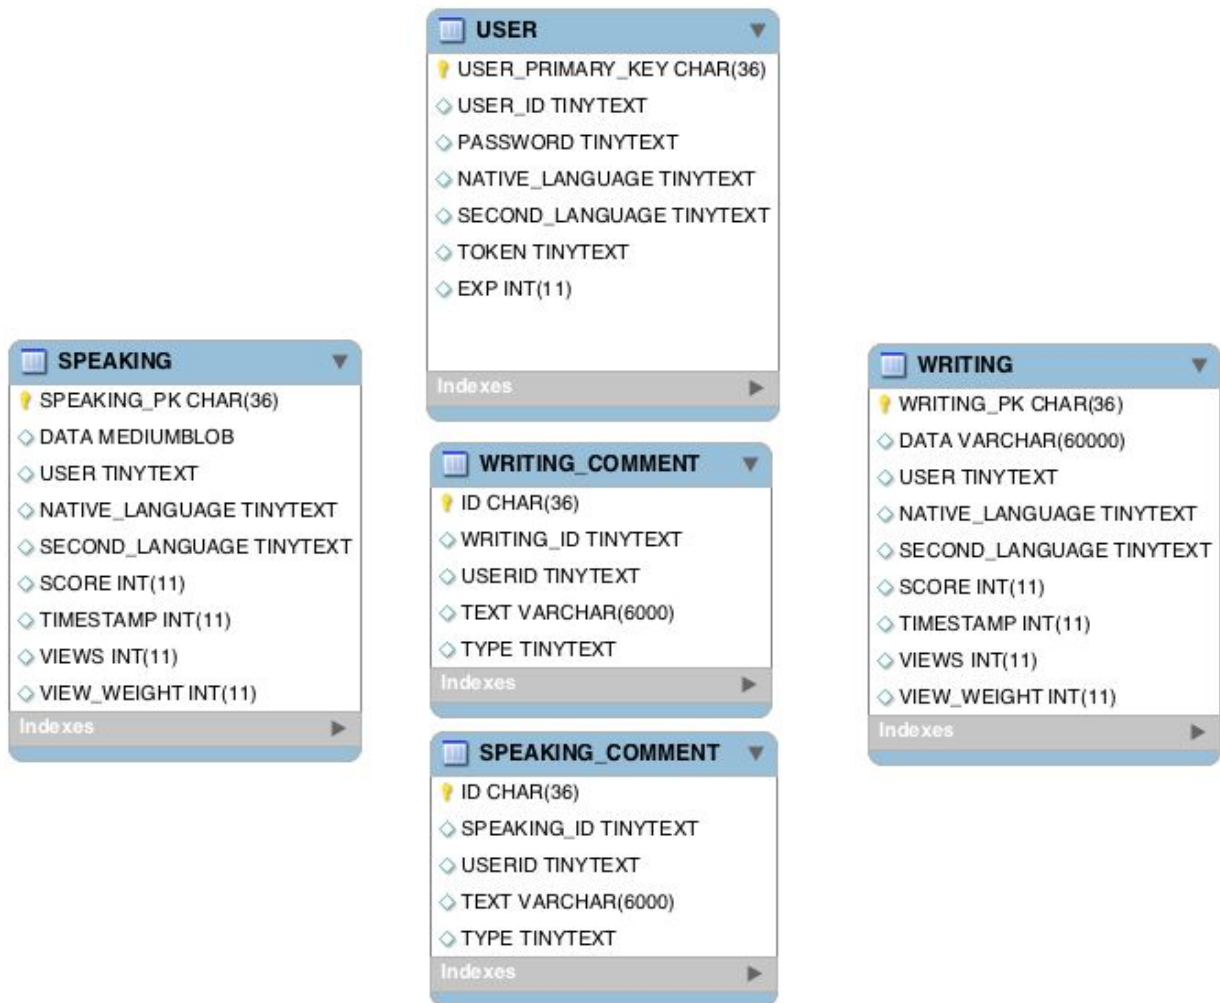 USER
USER_PRIMARY_KEY CHAR(36)
USER_ID TINYTEXT
PASSWORD TINYTEXT
NATIVE_LANGUAGE TINYTEXT
SECOND_LANGUAGE TINYTEXT
TOKEN TINYTEXT
EXP INT(11)
Indexes
SPEAKING
SPEAKING_PK CHAR(36)
DATA MEDIUMBLOB
USER TINYTEXT
NATIVE_LANGUAGE TINYTEXT
SECOND_LANGUAGE TINYTEXT
SCORE INT(11)
TIMESTAMP INT(11)
VIEWS INT(11)
VIEW_WEIGHT INT(11)
Indexes
WRITING_COMMENT
ID CHAR(36)
WRITING_ID TINYTEXT
USERID TINYTEXT
TEXT VARCHAR(6000)
TYPE TINYTEXT
Indexes
SPEAKING_COMMENT
ID CHAR(36)
SPEAKING_ID TINYTEXT
USERID TINYTEXT
TEXT VARCHAR(6000)
TYPE TINYTEXT
Indexes
WRITING
WRITING_PK CHAR(36)
DATA VARCHAR(60000)
USER TINYTEXT
NATIVE_LANGUAGE TINYTEXT
SECOND_LANGUAGE TINYTEXT
SCORE INT(11)
TIMESTAMP INT(11)
VIEWS INT(11)
VIEW_WEIGHT INT(11)
Indexes